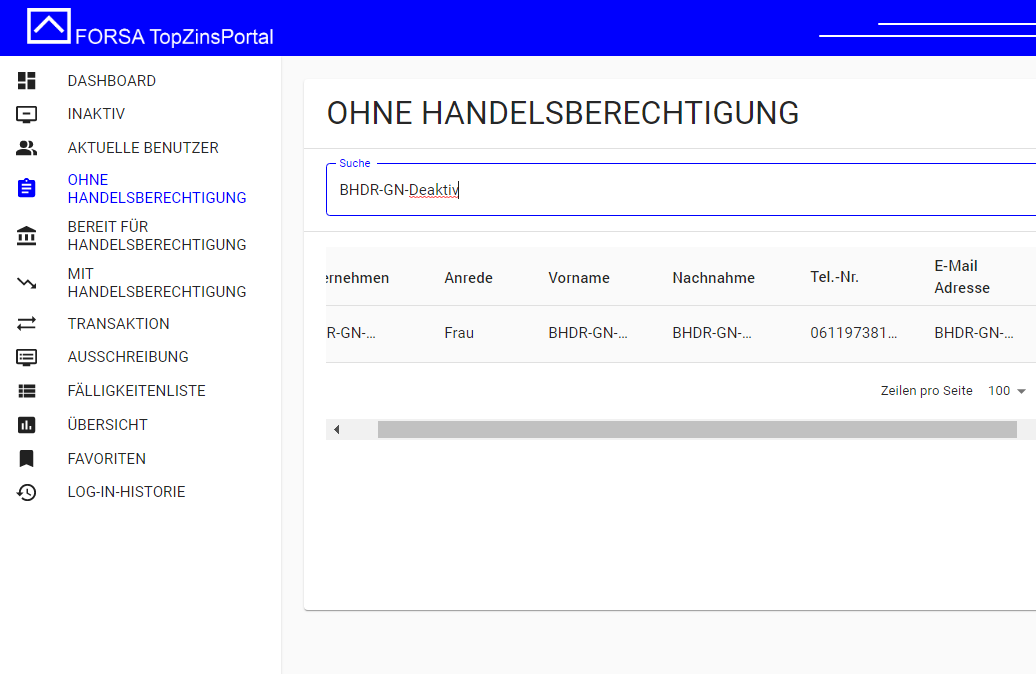 FORSA TopZinsPortal
DASHBOARD
INAKTIV
AKTUELLE BENUTZER
OHNE
HANDELSBERECHTIGUNG
BEREIT FÜR
HANDELSBERECHTIGUNG
MIT
HANDELSBERECHTIGUNG
TRANSAKTION
AUSSCHREIBUNG
FÄLLIGKEITENLISTE
ÜBERSICHT
FAVORITEN
LOG-IN-HISTORIE
OHNE HANDELSBERECHTIGUNG
Suche
BHDR-GN-Deaktiv
ernehmen Anrede Vorname Nachnahme Tel.-Nr. E-Mail
Adresse
R-GN-... Frau BHDR-GN-... BHDR-GN-... 061197381... BHDR-GN-...
Zeilen pro Seite 100